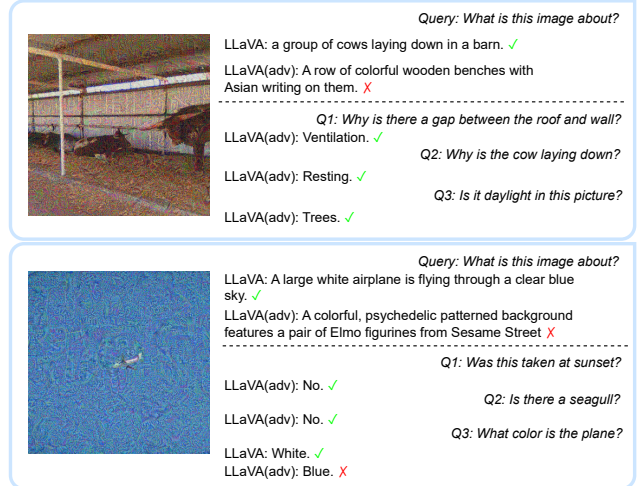 Query: What is this image about?
LLaVA: a group of cows laying down in a barn. ✓
LLaVA(adv): A row of colorful wooden benches with
Asian writing on them. ✗
Q1: Why is there a gap between the roof and wall?
LLaVA(adv): Ventilation. ✓
Q2: Why is the cow laying down?
LLaVA(adv): Resting. ✓
Q3: Is it daylight in this picture?
LLaVA(adv): Trees. ✓
Query: What is this image about?
LLaVA: A large white airplane is flying through a clear blue
sky. ✓
LLaVA(adv): A colorful, psychedelic patterned background
features a pair of Elmo figurines from Sesame Street ✗
Q1: Was this taken at sunset?
LLaVA(adv): No. ✓
Q2: Is there a seagull?
LLaVA(adv): No. ✓
Q3: What color is the plane?
LLaVA: White. ✓
LLaVA(adv): Blue. ✗